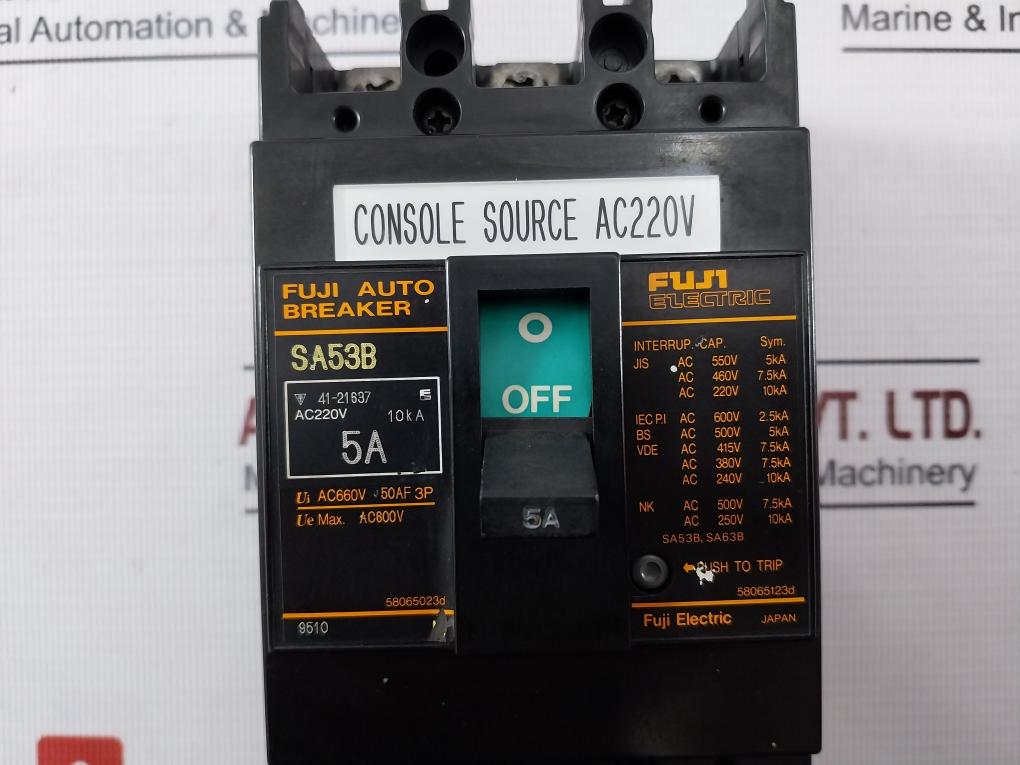 al Automation & Machine
Marine & In
CONSOLE SOURCE AC220V
FUJI AUTO
BREAKER
SA53B
41-21637
AC220V 10kA
5A
Ui AC660V 50AF 3P
Ue Max. AC600V
58065023d
9510
O
OFF
5A
FUJI
ELECTRIC
INTERRUP. CAP. Sym.
JIS AC 550V 5kA
AC 460V 7.5kA
AC 220V 10kA
IEC P.I AC 600V 2.5kA
BS AC 500V 5kA
VDE AC 415V 7.5kA
AC 380V 7.5kA
AC 240V 10kA
NK AC 500V 7.5kA
AC 250V 10kA
SA53B, SA63B
PUSH TO TRIP
58065123d
Fuji Electric JAPAN
VT. LTD.
Machinery